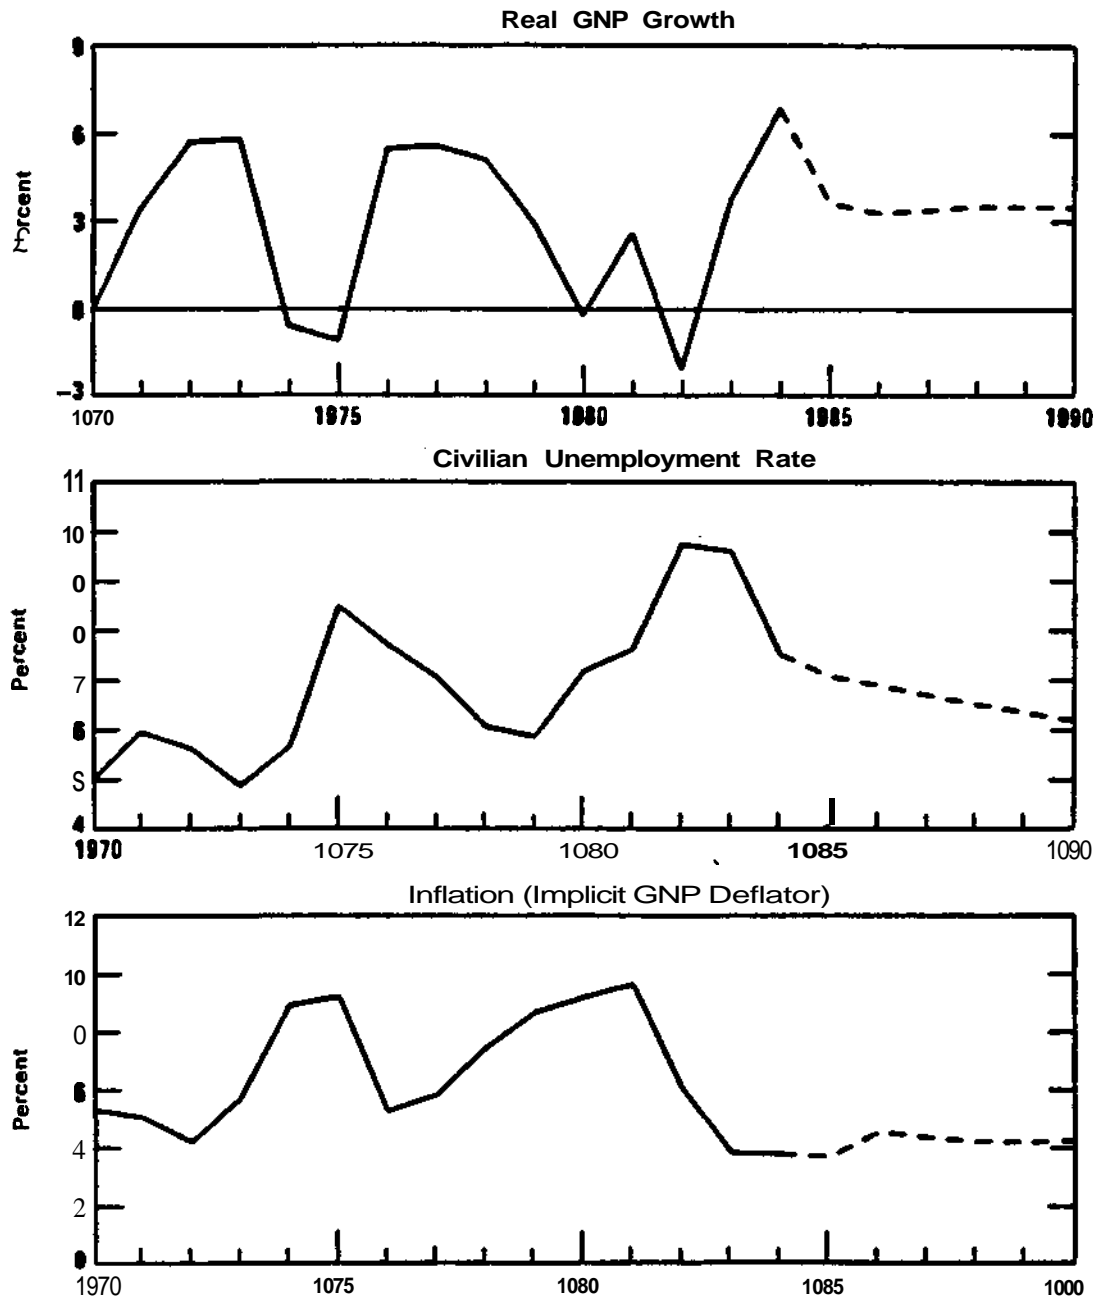 Real GNP Growth
9
6
3
0
-3
Percent
1070 1975 1980 1985 1990
Civilian Unemployment Rate
11
10
0
0
7
6
S
4
Percent
1970 1075 1080 1085 1090
Inflation (Implicit GNP Deflator)
12
10
0
6
4
2
0
Percent
1970 1075 1080 1085 1000